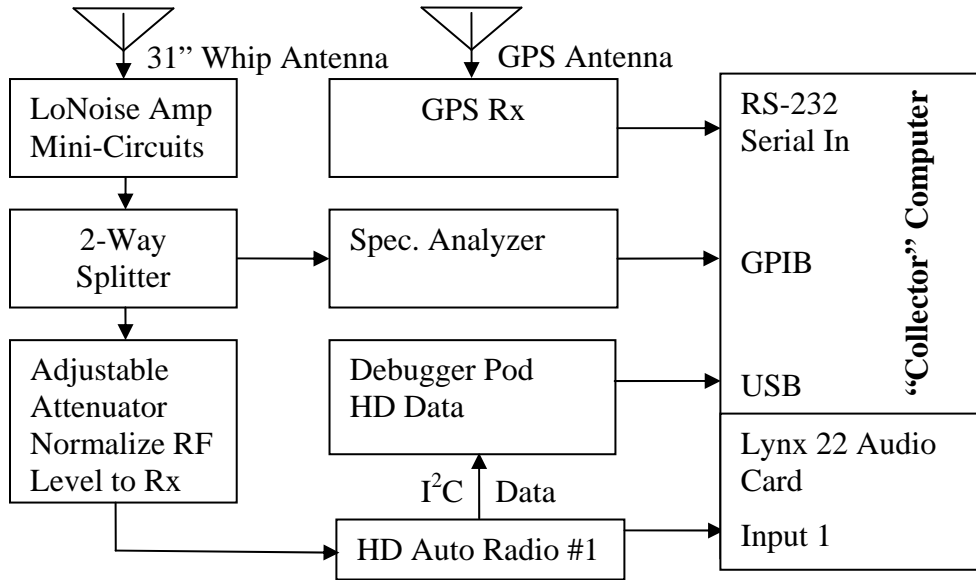 31” Whip Antenna
GPS Antenna
LoNoise Amp
Mini-Circuits
GPS Rx
RS-232
Serial In
“Collector” Computer
2-Way
Splitter
Spec. Analyzer
GPIB
Adjustable
Attenuator
Normalize RF
Level to Rx
Debugger Pod
HD Data
USB
Lynx 22 Audio
Card
I²C Data
HD Auto Radio #1
Input 1